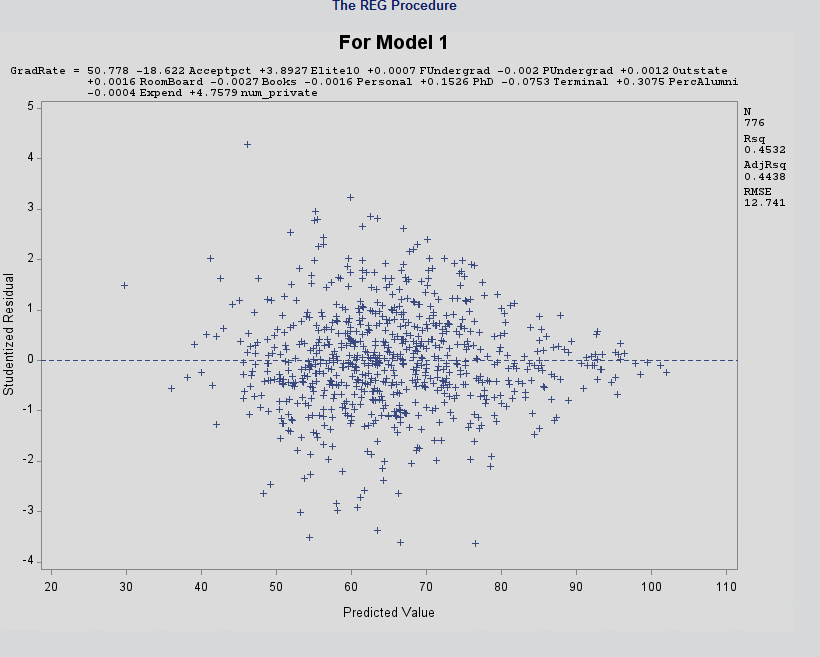 The REG Procedure
For Model 1
GradRate = 50.778 -18.622 Acceptpct +3.8927 Elite10 +0.0007 FUndergrad -0.002 PUndergrad +0.0012 Outstate
+0.0016 RoomBoard -0.0027 Books -0.0016 Personal +0.1526 PhD -0.0753 Terminal +0.3075 PercAlumni
-0.0004 Expend +4.7579 num_private
N
776
Rsq
0.4532
AdjRsq
0.4438
RMSE
12.741
Studentized Residual
5
4
3
2
1
0
-1
-2
-3
-4
20 30 40 50 60 70 80 90 100 110
Predicted Value